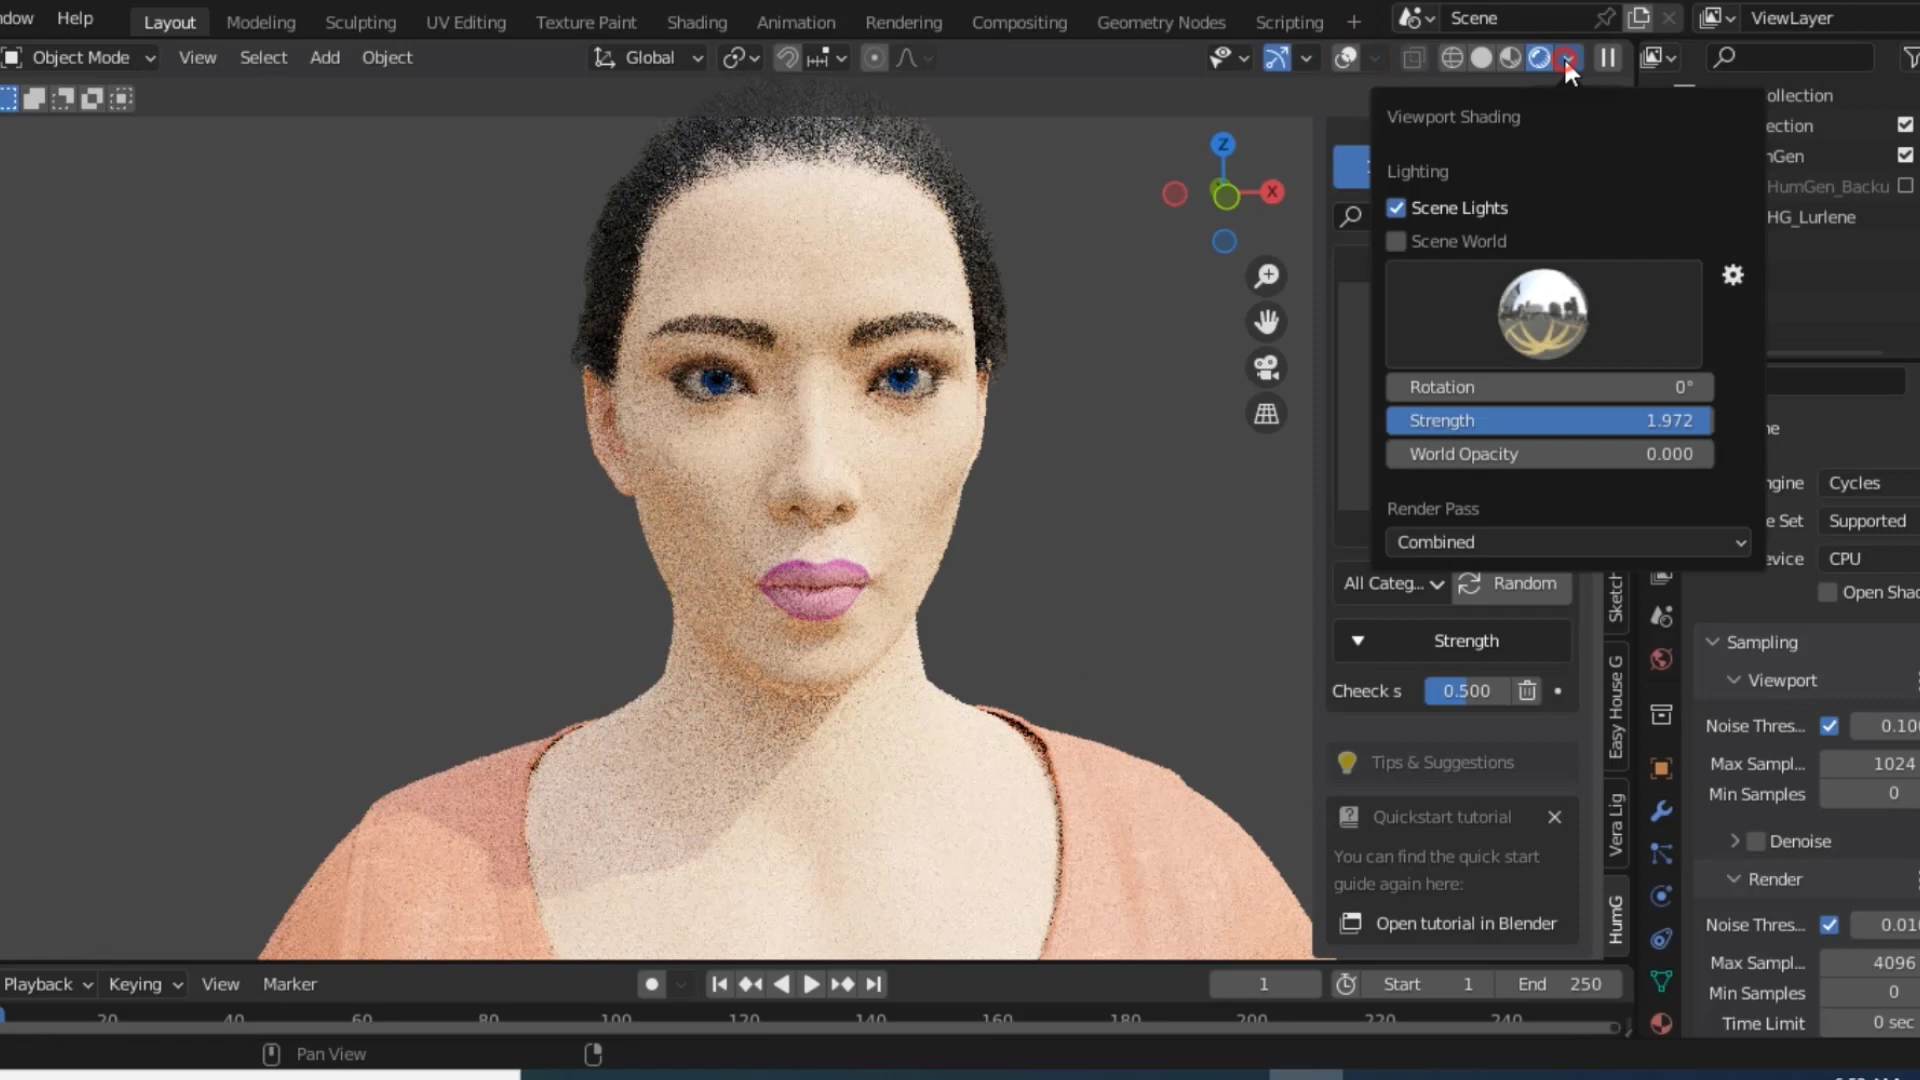 ndow Help Layout Modeling Sculpting UV Editing Texture Paint Shading Animation Rendering Compositing Geometry Nodes Scripting + Scene ViewLayer
Object Mode View Select Add Object Global
Viewport Shading
Lighting
Scene Lights
Scene World
Rotation 0°
Strength 1.972
World Opacity 0.000
Render Pass
Combined
ollection
ection
nGen
HumGen_Backu
HG_Lurlene
Z
X
ne
ngine Cycles
e Set Supported
evice CPU
Open Shad
All Categ... Random
Strength
Cheeck s 0.500
Tips & Suggestions
Quickstart tutorial
You can find the quick start
guide again here:
Open tutorial in Blender
Sketch
Easy House G
Vera Lig
HumG
Sampling
Viewport
Noise Thres... 0.10
Max Sampl... 1024
Min Samples 0
Denoise
Render
Noise Thres... 0.01
Max Sampl... 4096
Min Samples 0
Time Limit 0 sec
Playback Keying View Marker 1 Start 1 End 250
20 40 60 80 100 120 140 160 180 200 220 240
Pan View